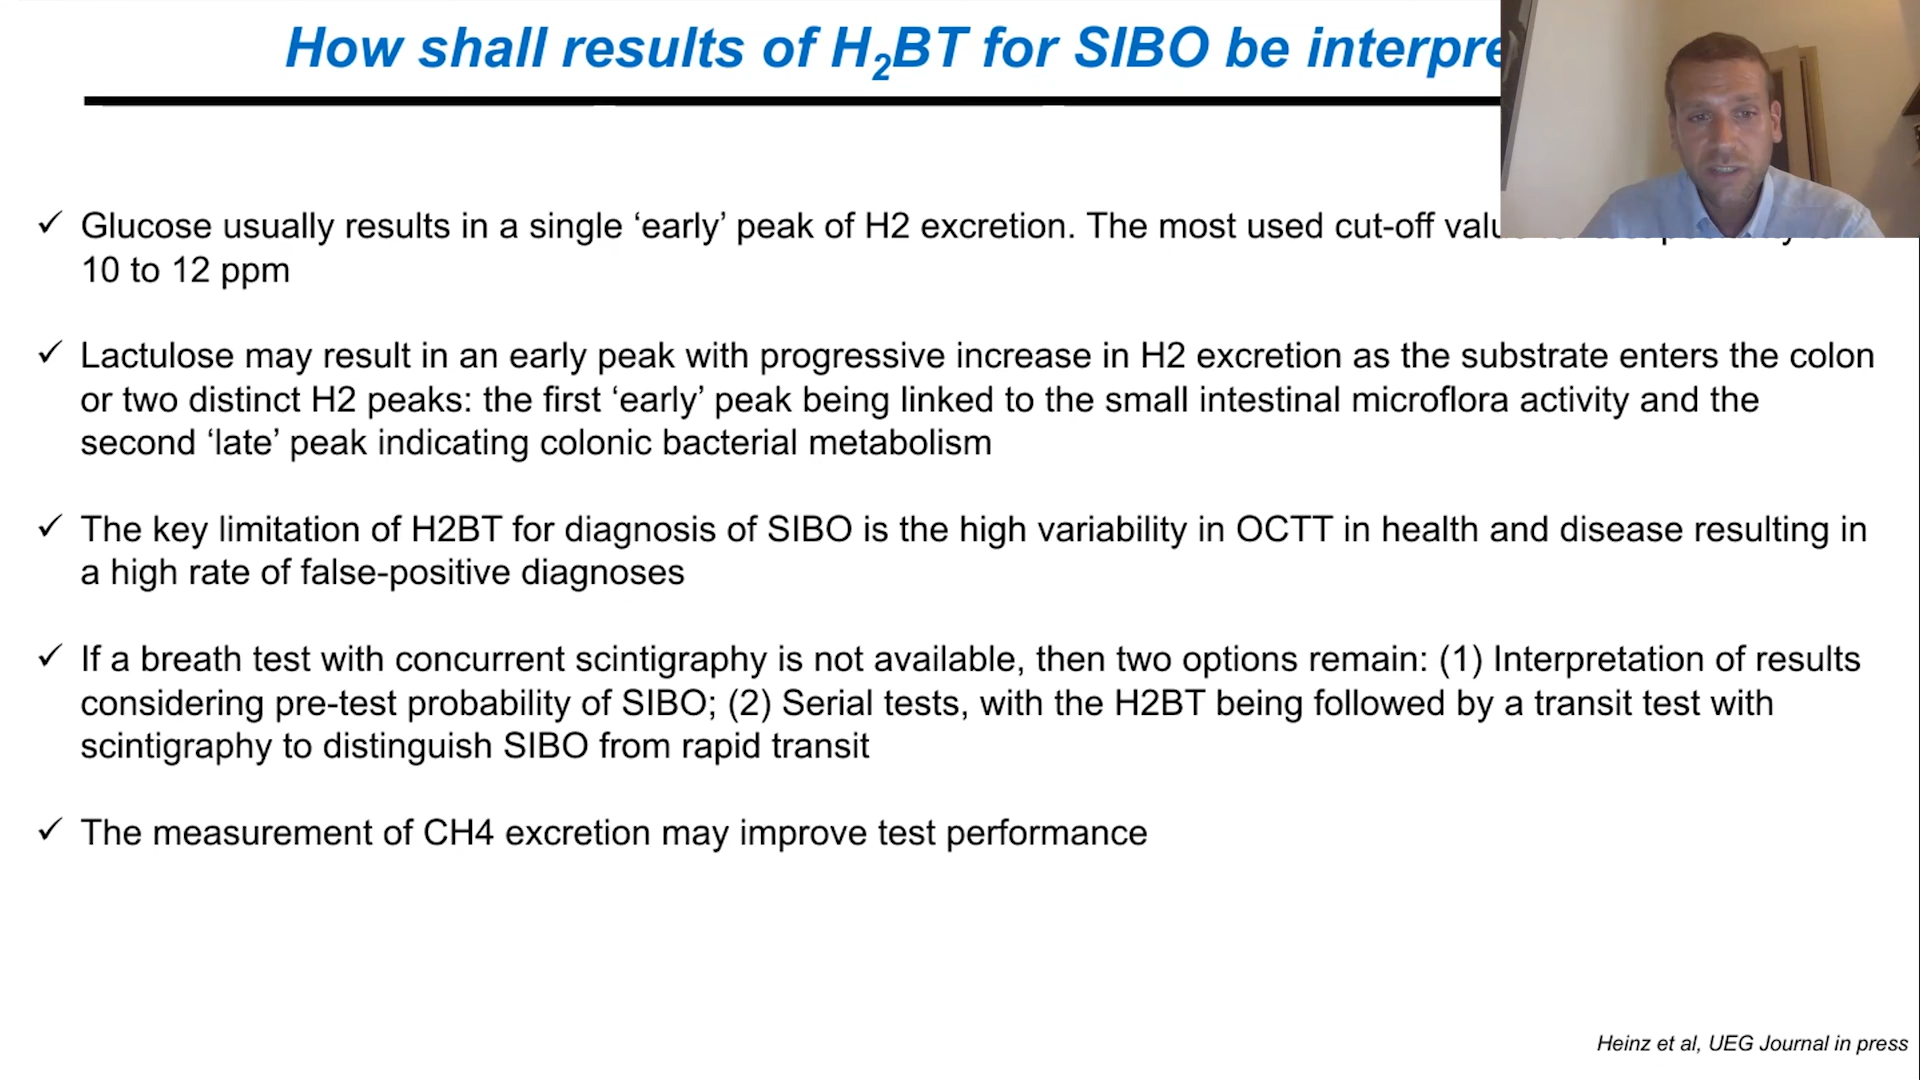 How shall results of H₂BT for SIBO be
✓ Glucose usually results in a single ‘early’ peak of H2 excretion. The most used cut-off
10 to 12 ppm
✓ Lactulose may result in an early peak with progressive increase in H2 excretion as the substrate enters the colon
or two distinct H2 peaks: the first ‘early’ peak being linked to the small intestinal microflora activity and the
second ‘late’ peak indicating colonic bacterial metabolism
✓ The key limitation of H2BT for diagnosis of SIBO is the high variability in OCTT in health and disease resulting in
a high rate of false-positive diagnoses
✓ If a breath test with concurrent scintigraphy is not available, then two options remain: (1) Interpretation of results
considering pre-test probability of SIBO; (2) Serial tests, with the H2BT being followed by a transit test with
scintigraphy to distinguish SIBO from rapid transit
✓ The measurement of CH4 excretion may improve test performance
Heinz et al, UEG Journal in press